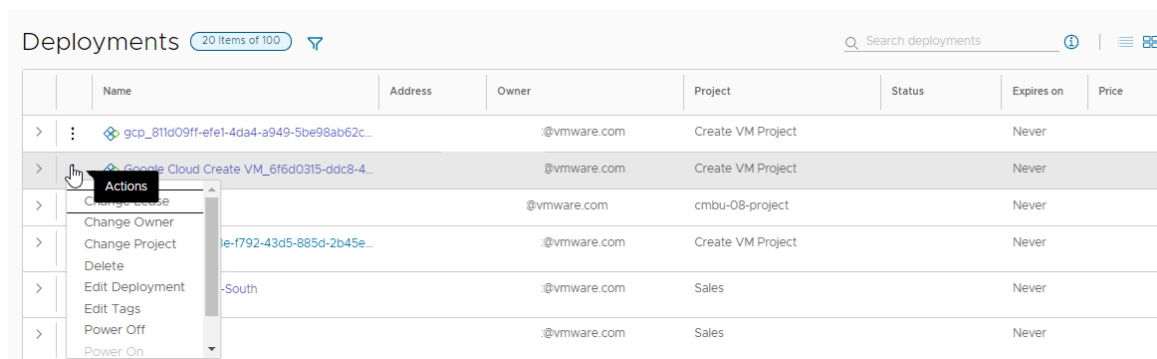 Deployments 20 items of 100 Search deployments
Name Address Owner Project Status Expires on Price
gcp_811d09ff-efe1-4da4-a949-5be98ab62c... :@vmware.com Create VM Project Never
Google Cloud Create VM_6f6d0315-ddc8-4... :@vmware.com Create VM Project Never
Actions
Change Lease @vmware.com cmbu-08-project Never
Change Owner
Change Project e-f792-43d5-885d-2b45e... :@vmware.com Create VM Project Never
Delete
Edit Deployment -South :@vmware.com Sales Never
Edit Tags
Power Off :@vmware.com Sales Never
Power On